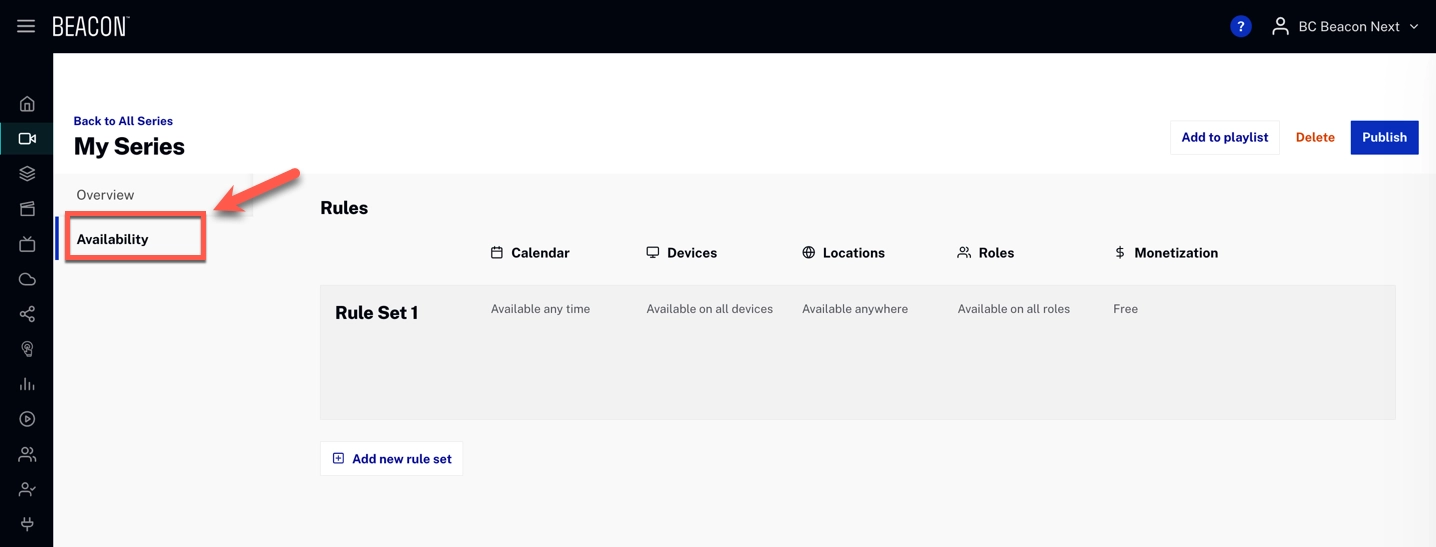 BEACON™
?
BC Beacon Next
Back to All Series
My Series
Add to playlist
Delete
Publish
Overview
Availability
Rules
Calendar
Devices
Locations
Roles
$ Monetization
Rule Set 1
Available any time
Available on all devices
Available anywhere
Available on all roles
Free
Add new rule set